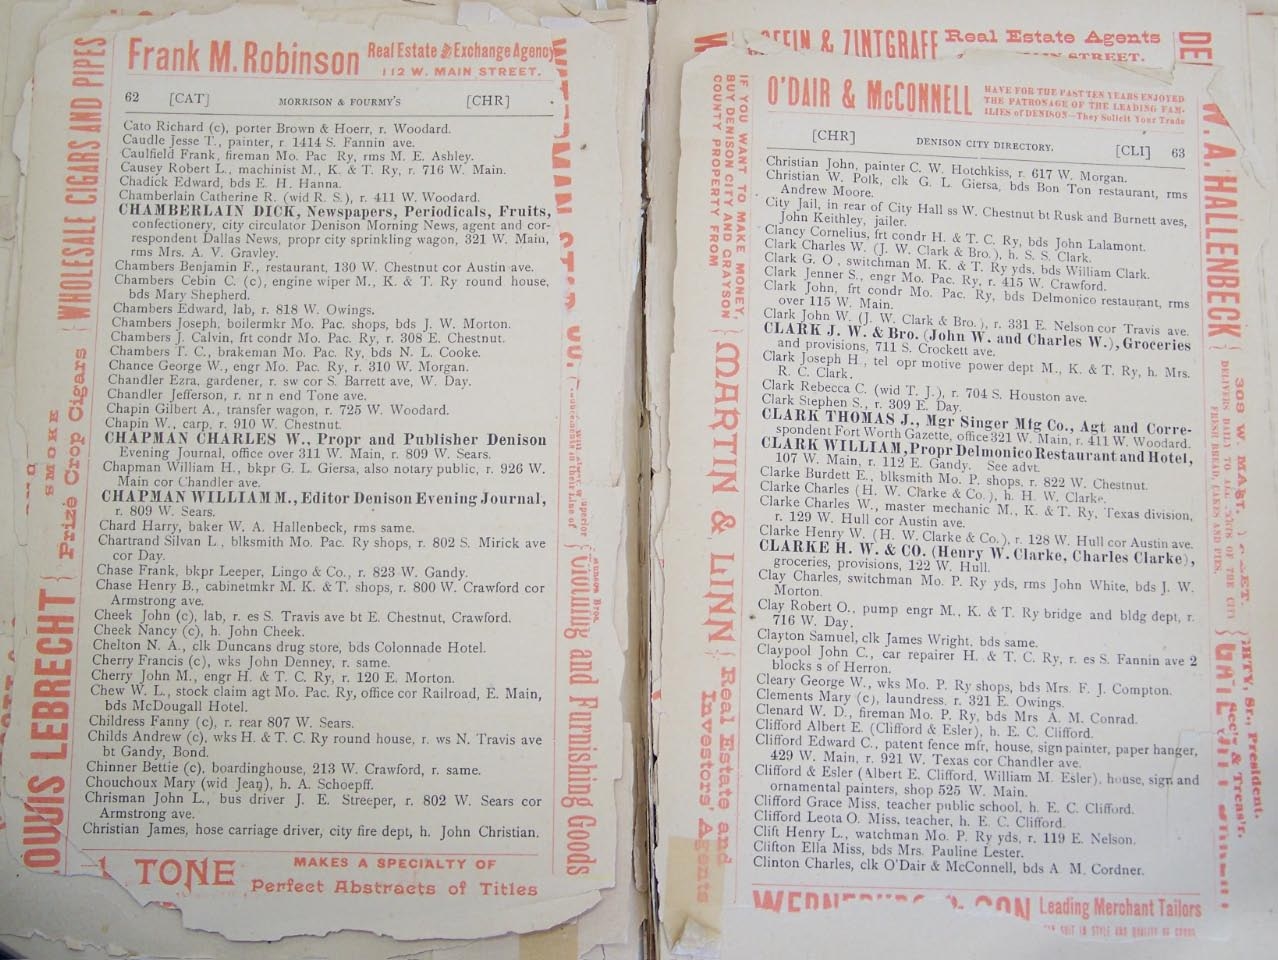 Frank M. Robinson Real Estate & Exchange Agency
112 W. MAIN STREET.
62 [CAT] MORRISON & FOURMY'S [CHR]
Cato Richard (c), porter Brown & Hoerr, r. Woodard.
Caudle Jesse T., painter, r 1414 S. Fannin ave.
Caulfield Frank, fireman Mo. Pac Ry, rms M. E. Ashley.
Causey Robert L., machinist M., K. & T. Ry, r. 716 W. Main.
Chadick Edward, bds E. H. Hanna.
Chamberlain Catherine R. (wid R. S.), r. 411 W. Woodard.
CHAMBERLAIN DICK, Newspapers, Periodicals, Fruits,
confectionery, city circulator Denison Morning News, agent and cor-
respondent Dallas News, propr city sprinkling wagon, 321 W. Main,
rms Mrs. A. V. Gravley.
Chambers Benjamin F., restaurant, 130 W. Chestnut cor Austin ave.
Chambers Cebin C. (c), engine wiper M., K. & T. Ry round house,
bds Mary Shepherd.
Chambers Edward, lab, r. 818 W. Owings.
Chambers Joseph, boilermkr Mo. Pac. shops, bds J. W. Morton.
Chambers J. Calvin, frt condr Mo. Pac. Ry, r. 308 E. Chestnut.
Chambers T. C., brakeman Mo. Pac. Ry, bds N. L. Cooke.
Chance George W., engr Mo. Pac. Ry, r. 310 W. Morgan.
Chandler Ezra, gardener, r. sw cor S. Barrett ave, W. Day.
Chandler Jefferson, r. nr n end Tone ave.
Chapin Gilbert A., transfer wagon, r. 725 W. Woodard.
Chapin W., carp, r. 910 W. Chestnut.
CHAPMAN CHARLES W., Propr and Publisher Denison
Evening Journal, office over 311 W. Main, r. 809 W. Sears.
Chapman William H., bkpr G. L. Giersa, also notary public, r. 926 W.
Main cor Chandler ave.
CHAPMAN WILLIAM M., Editor Denison Evening Journal,
r. 809 W. Sears.
Chard Harry, baker W. A. Hallenbeck, rms same.
Chartrand Silvan L, blksmith Mo. Pac. Ry shops, r. 802 S. Mirick ave
cor Day.
Chase Frank, bkpr Leeper, Lingo & Co., r. 823 W. Gandy.
Chase Henry B., cabinetmkr M. K. & T. shops, r. 800 W. Crawford cor
Armstrong ave.
Cheek John (c), lab, r. es S. Travis ave bt E. Chestnut, Crawford.
Cheek Nancy (c), h. John Cheek.
Chelton N. A., clk Duncans drug store, bds Colonnade Hotel.
Cherry Francis (c), wks John Denney, r. same.
Cherry John M., engr H. & T. C. Ry, r. 120 E. Morton.
Chew W. L., stock claim agt Mo. Pac. Ry, office cor Railroad, E. Main,
bds McDougall Hotel.
Childress Fanny (c), r. rear 807 W. Sears.
Childs Andrew (c), wks H. & T. C. Ry round house, r. ws N. Travis ave
bt Gandy, Bond.
Chinner Bettie (c), boardinghouse, 213 W. Crawford, r. same.
Chouchoux Mary (wid Jean), h. A. Schoepff.
Chrisman John L., bus driver J. E. Streeper, r. 802 W. Sears cor
Armstrong ave.
Christian James, hose carriage driver, city fire dept, h. John Christian.
TONE MAKES A SPECIALTY OF
Perfect Abstracts of Titles
LOUIS LEBRECHT
SMOKE
Prize Crop Cigars
WHOLESALE CIGARS AND PIPES
Clothing and Furnishing Goods
& ZINTGRAFF Real Estate Agents
STREET.
O'DAIR & McCONNELL
HAVE FOR THE PAST TEN YEARS ENJOYED
THE PATRONAGE OF THE LEADING FAM-
ILIES of DENISON—They Solicit Your Trade
[CHR] DENISON CITY DIRECTORY. [CLI] 63
Christian John, painter C. W. Hotchkiss, r. 617 W. Morgan.
Christian W. Polk, clk G. L. Giersa, bds Bon Ton restaurant, rms
Andrew Moore.
City Jail, in rear of City Hall ss W. Chestnut bt Rusk and Burnett aves,
John Keithley, jailer.
Clancy Cornelius, frt condr H. & T. C. Ry, bds John Lalamont.
Clark Charles W. (J. W. Clark & Bro.), h. S. S. Clark.
Clark G. O, switchman M. K. & T. Ry yds, bds William Clark.
Clark Jenner S., engr Mo. Pac. Ry, r. 415 W. Crawford.
Clark John, frt condr Mo. Pac. Ry, bds Delmonico restaurant, rms
over 115 W. Main.
Clark John W. (J. W. Clark & Bro.), r. 331 E. Nelson cor Travis ave.
CLARK J. W. & Bro. (John W. and Charles W.), Groceries
and provisions, 711 S. Crockett ave.
Clark Joseph H, tel opr motive power dept M., K. & T. Ry, h. Mrs.
R. C. Clark.
Clark Rebecca C. (wid T. J.), r. 704 S. Houston ave.
Clark Stephen S., r. 309 E. Day.
CLARK THOMAS J., Mgr Singer Mfg Co., Agt and Corre-
spondent Fort Worth Gazette, office 321 W. Main, r. 411 W. Woodard.
CLARK WILLIAM, Propr Delmonico Restaurant and Hotel,
107 W. Main, r. 112 E. Gandy. See advt.
Clarke Burdett E., blksmith Mo. P. shops, r. 822 W. Chestnut.
Clarke Charles (H. W. Clarke & Co.), h. H. W. Clarke.
Clarke Charles W., master mechanic M., K. & T. Ry, Texas division,
r. 129 W. Hull cor Austin ave.
Clarke Henry W. (H. W. Clarke & Co.), r. 128 W. Hull cor Austin ave.
CLARKE H. W. & CO. (Henry W. Clarke, Charles Clarke),
groceries, provisions, 122 W. Hull.
Clay Charles, switchman Mo. P. Ry yds, rms John White, bds J. W.
Morton.
Clay Robert O., pump engr M., K. & T. Ry bridge and bldg dept, r.
716 W. Day.
Clayton Samuel, clk James Wright, bds same.
Claypool John C., car repairer H. & T. C. Ry, r. es S. Fannin ave 2
blocks s of Herron.
Cleary George W., wks Mo. P. Ry shops, bds Mrs. F. J. Compton.
Clements Mary (c), laundress, r. 321 E. Owings.
Clenard W. D., fireman Mo. P. Ry, bds Mrs A. M. Conrad.
Clifford Albert E. (Clifford & Esler), h. E. C. Clifford.
Clifford Edward C., patent fence mfr, house, sign painter, paper hanger,
429 W. Main, r. 921 W. Texas cor Chandler ave.
Clifford & Esler (Albert E. Clifford, William M. Esler), house, sign and
ornamental painters, shop 525 W. Main.
Clifford Grace Miss, teacher public school, h. E. C. Clifford.
Clifford Leota O. Miss, teacher, h. E. C. Clifford.
Clift Henry L., watchman Mo. P. Ry yds, r. 119 E. Nelson.
Clifton Ella Miss, bds Mrs. Pauline Lester.
Clinton Charles, clk O'Dair & McConnell, bds A M. Cordner.
Leading Merchant Tailors
IF YOU WANT TO MAKE MONEY,
BUY DENISON CITY AND GRAYSON
COUNTY PROPERTY FROM
MARTIN & LINN
Real Estate and
Investors' Agents
W. A. HALLENBECK
DELIVERS DAILY TO ALL PARTS OF THE CITY
FRESH BREAD, CAKES AND PIES.
Sr., President.
Sec'y & Treas'r.